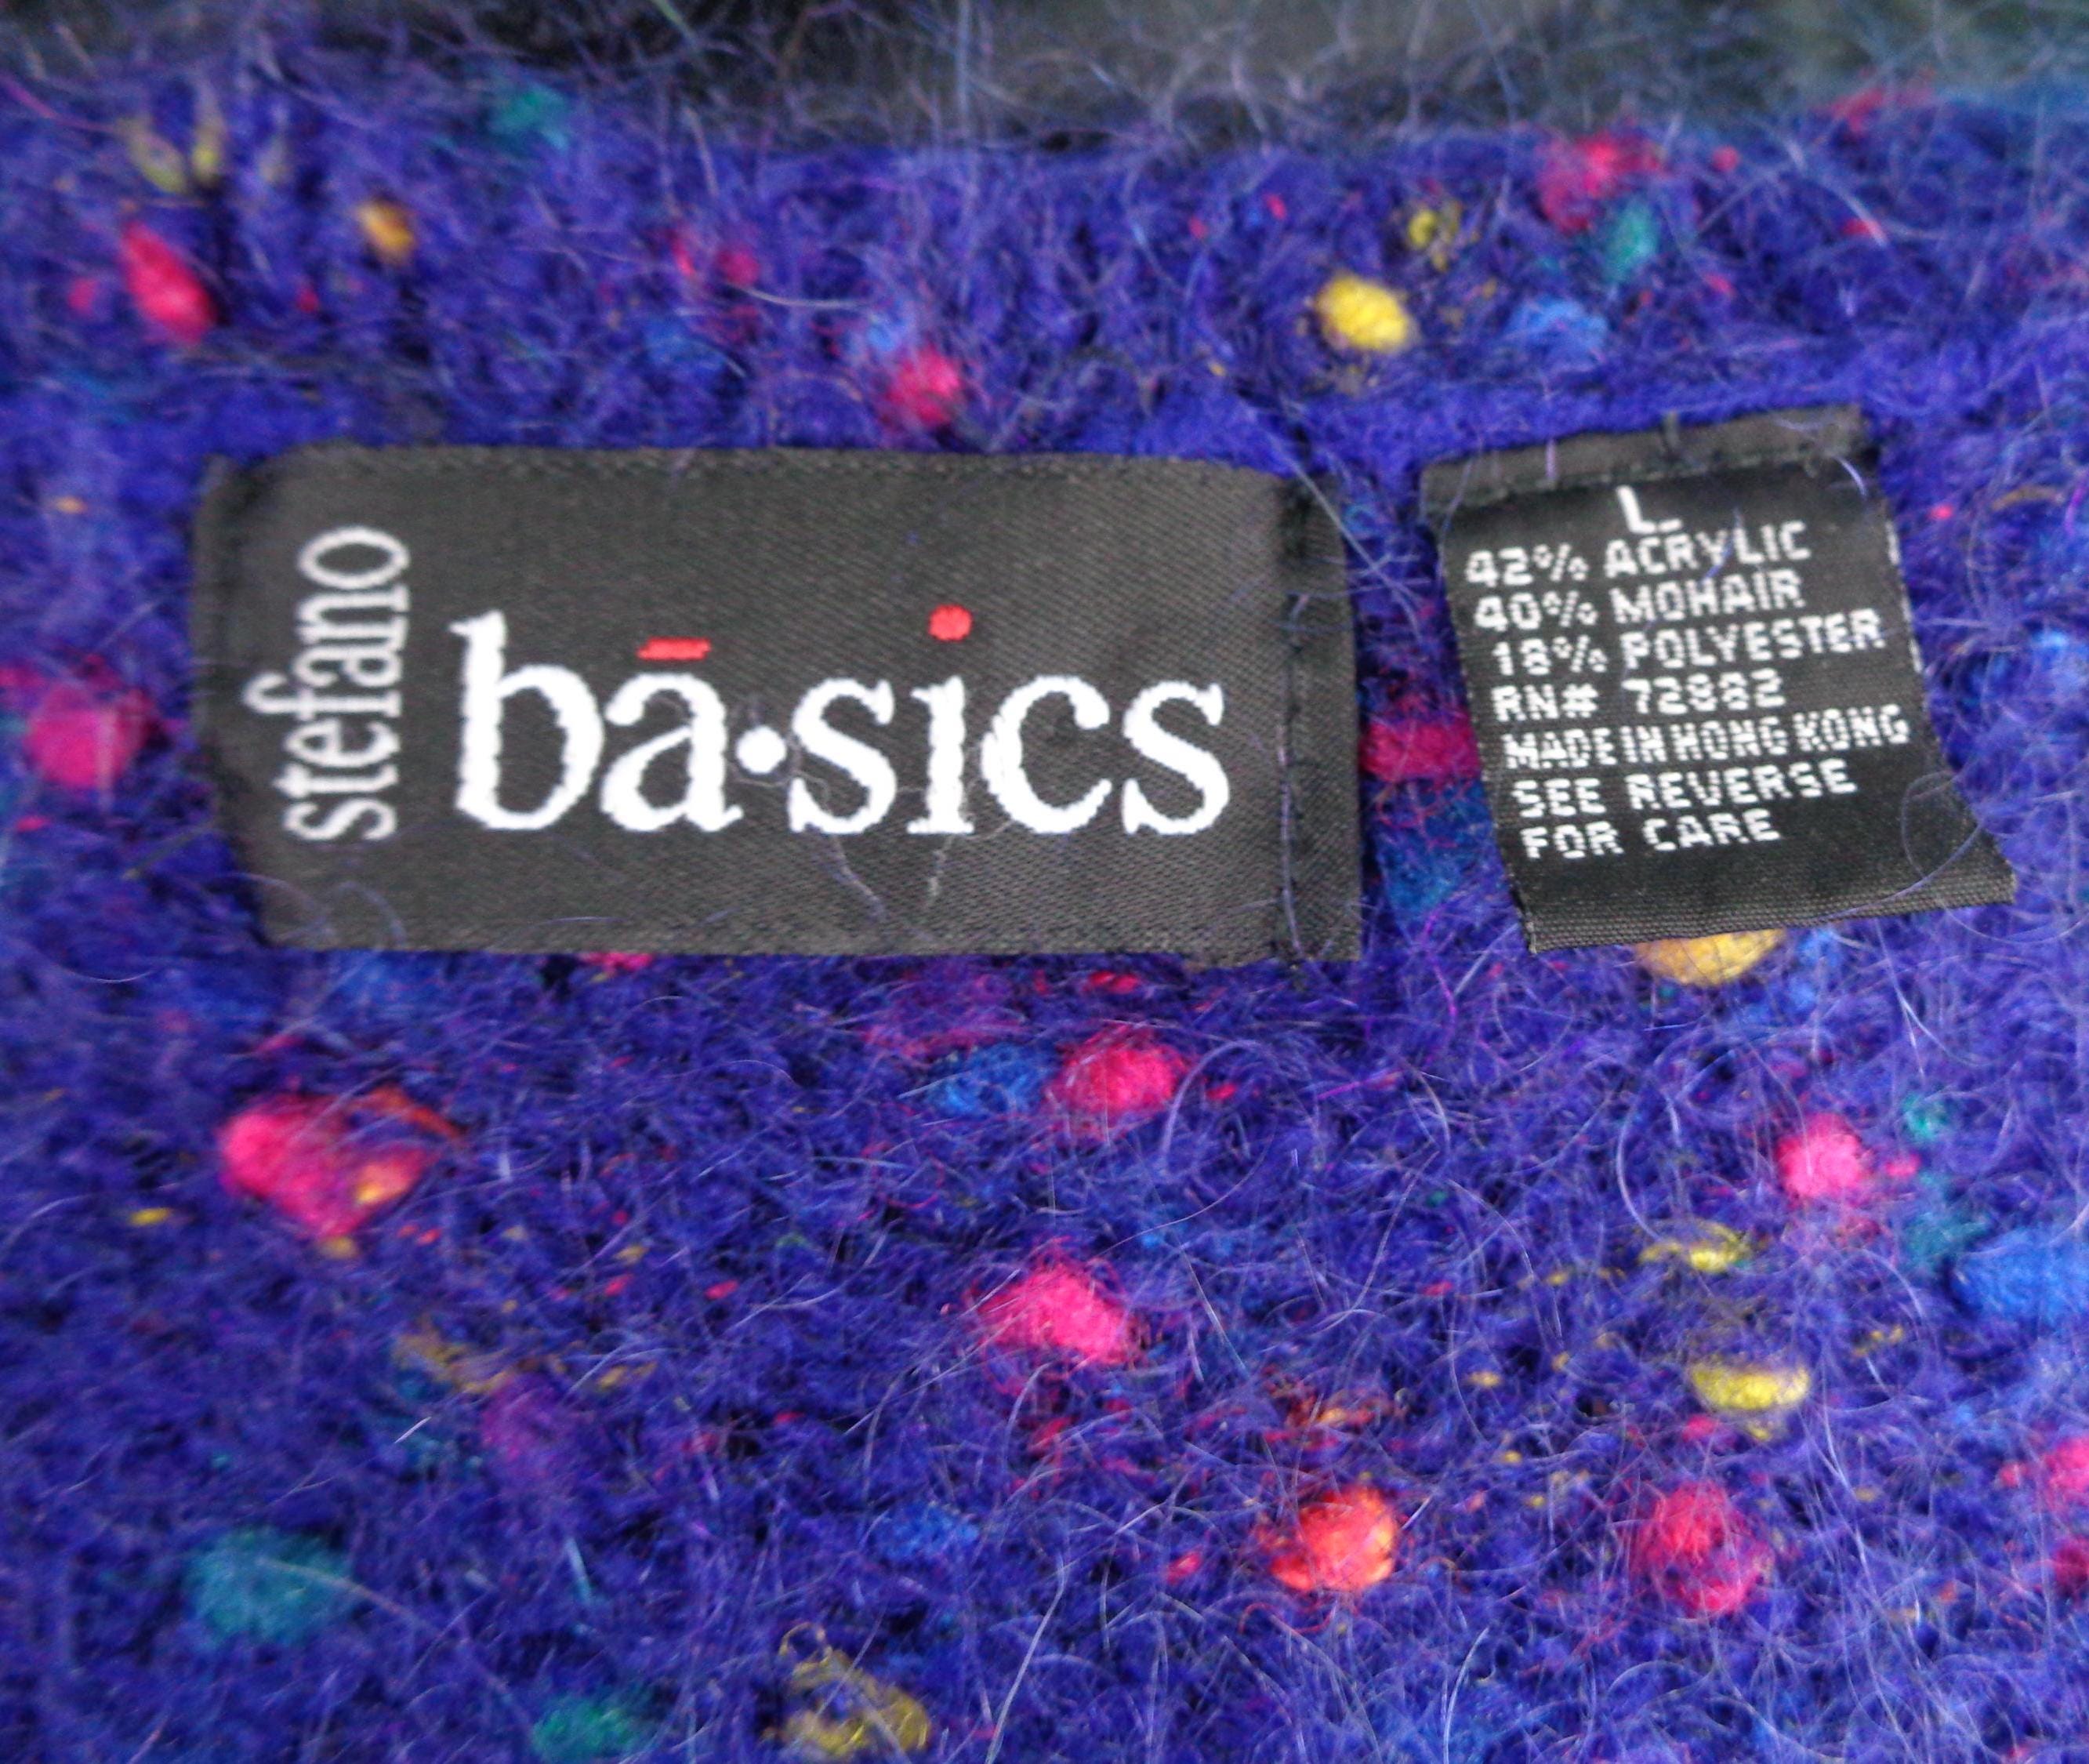 stefano
bā•sics
L.
42% ACRYLIC
40% MOHAIR
18% POLYESTER
RN# 72882
MADE IN HONG KONG
SEE REVERSE
FOR CARE